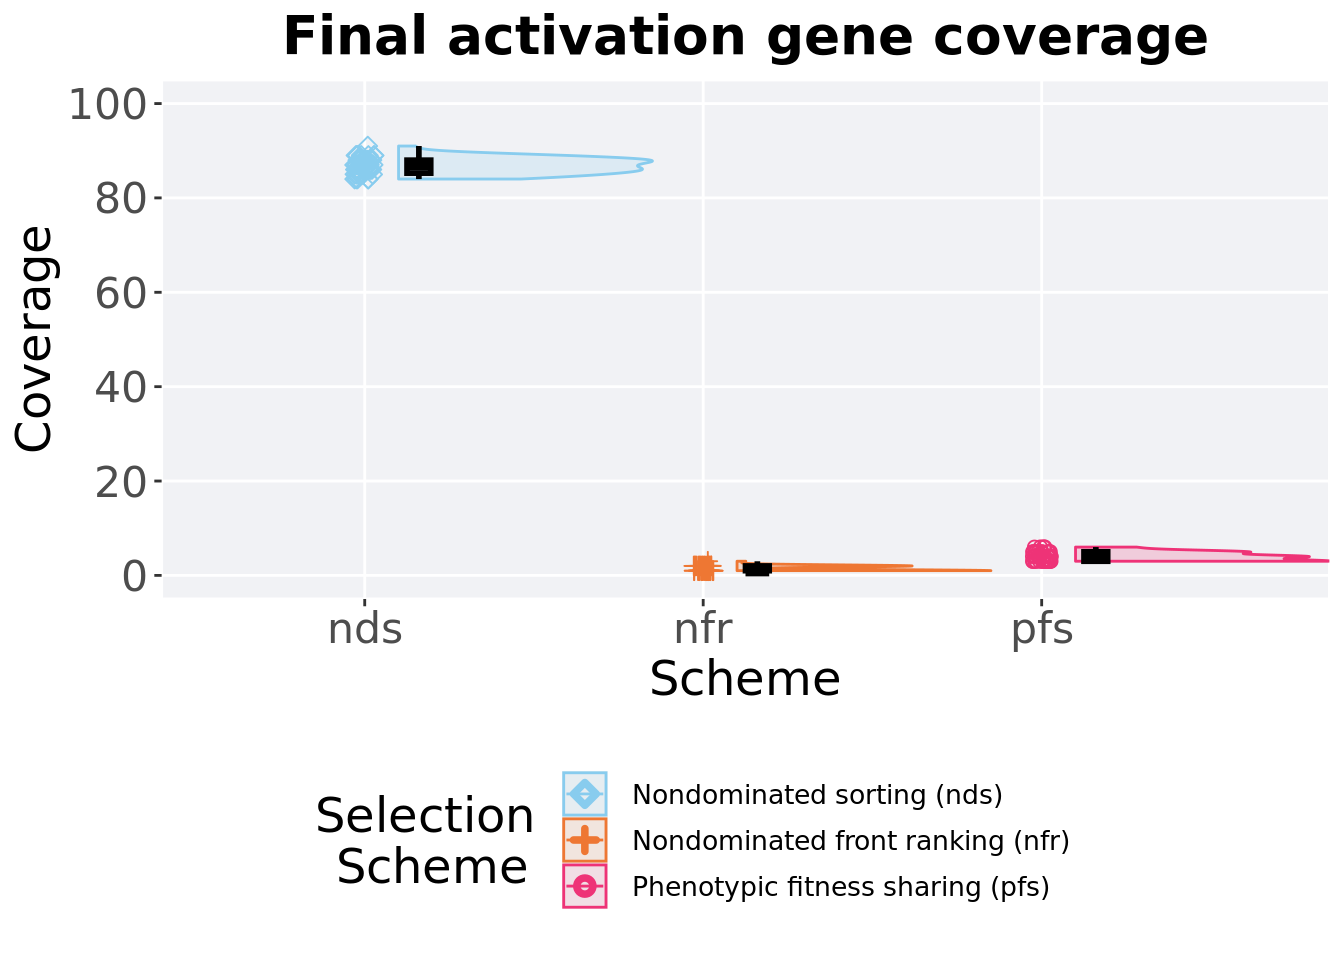 Final activation gene coverage
100
80
60
40
20
0
Coverage
nds
nfr
pfs
Scheme
Selection
Scheme
Nondominated sorting (nds)
Nondominated front ranking (nfr)
Phenotypic fitness sharing (pfs)